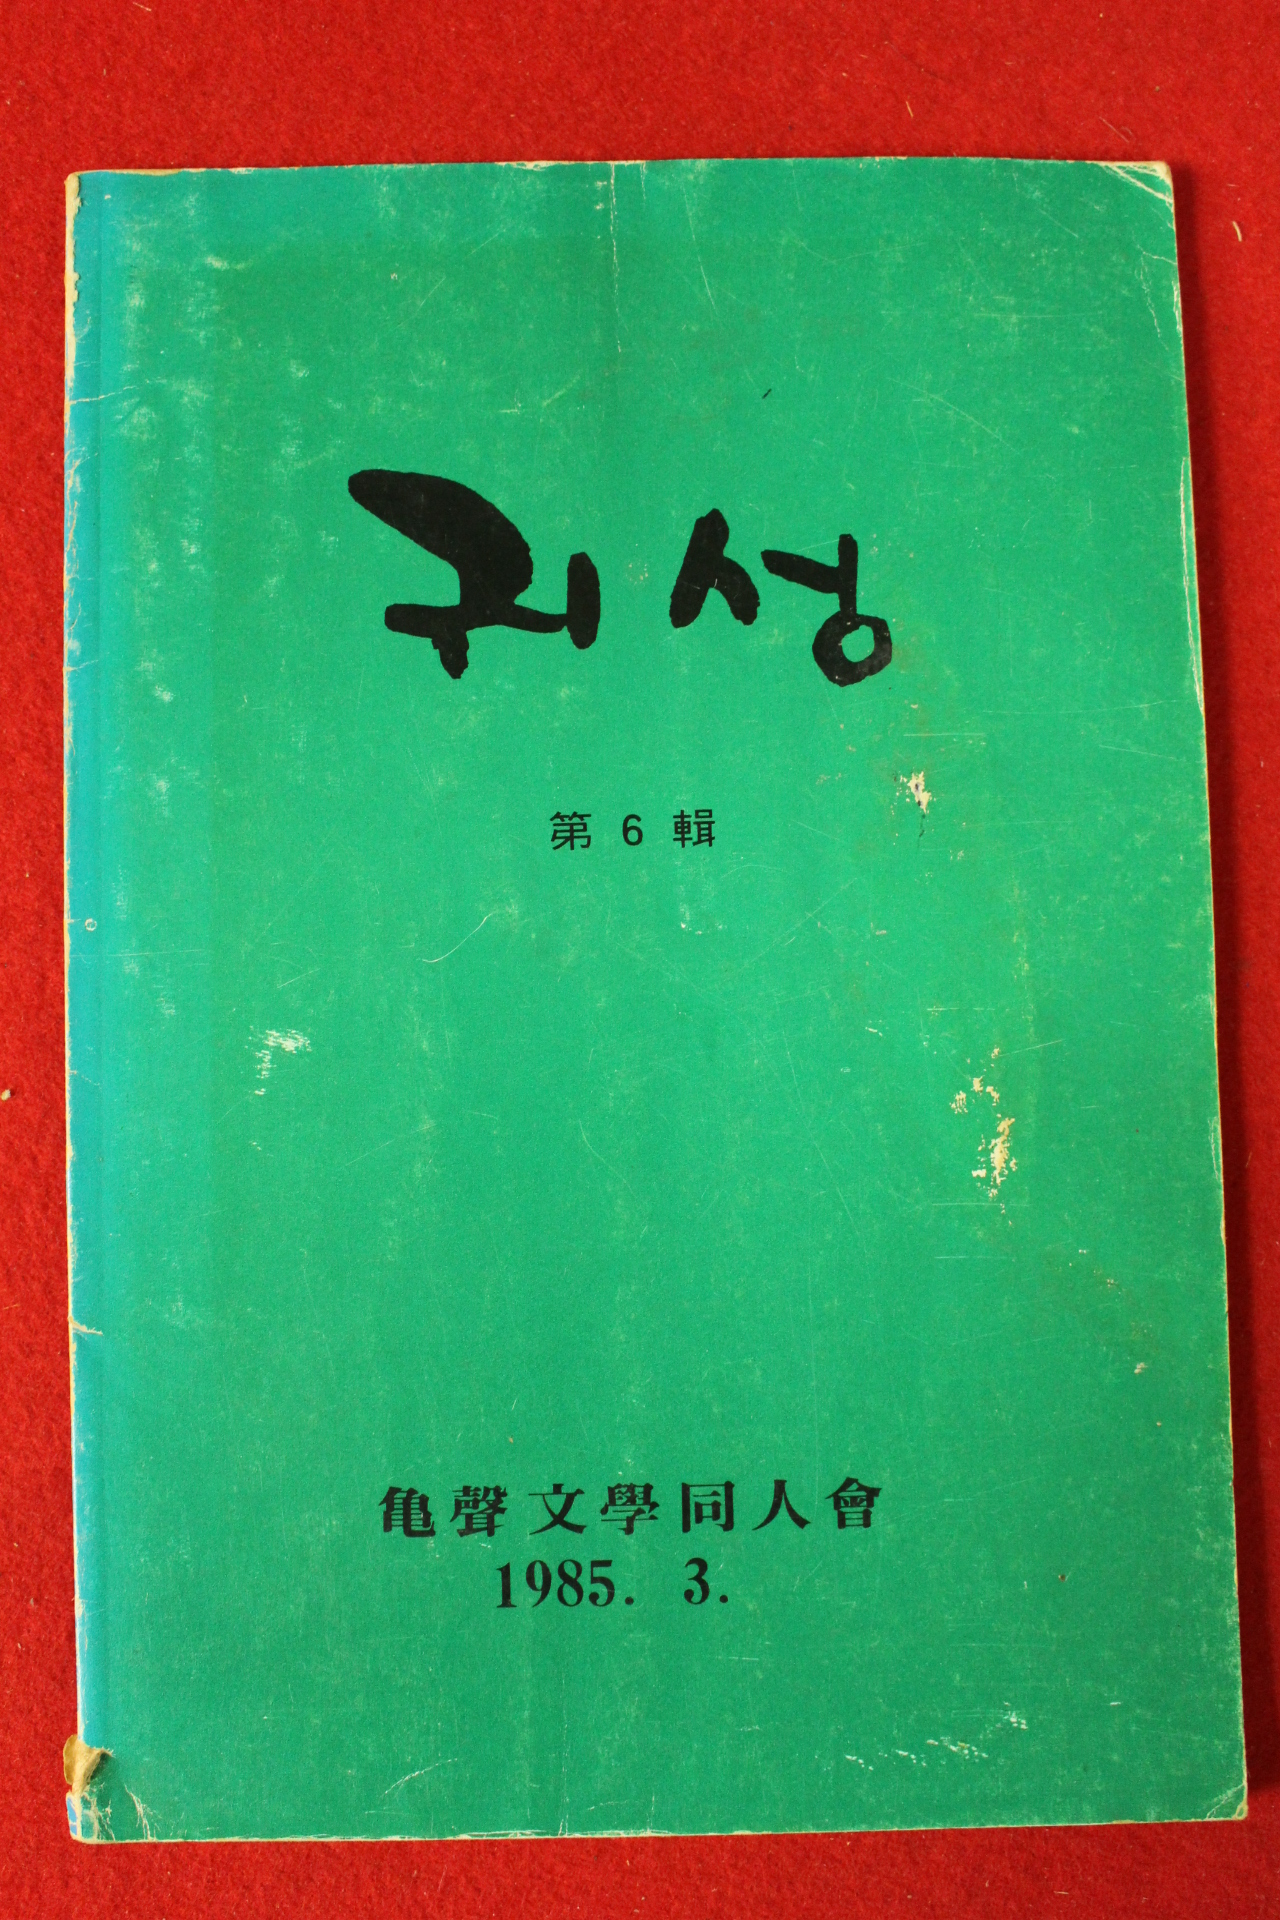 귀성
第 6 輯
亀聲文學同人會
1985. 3.